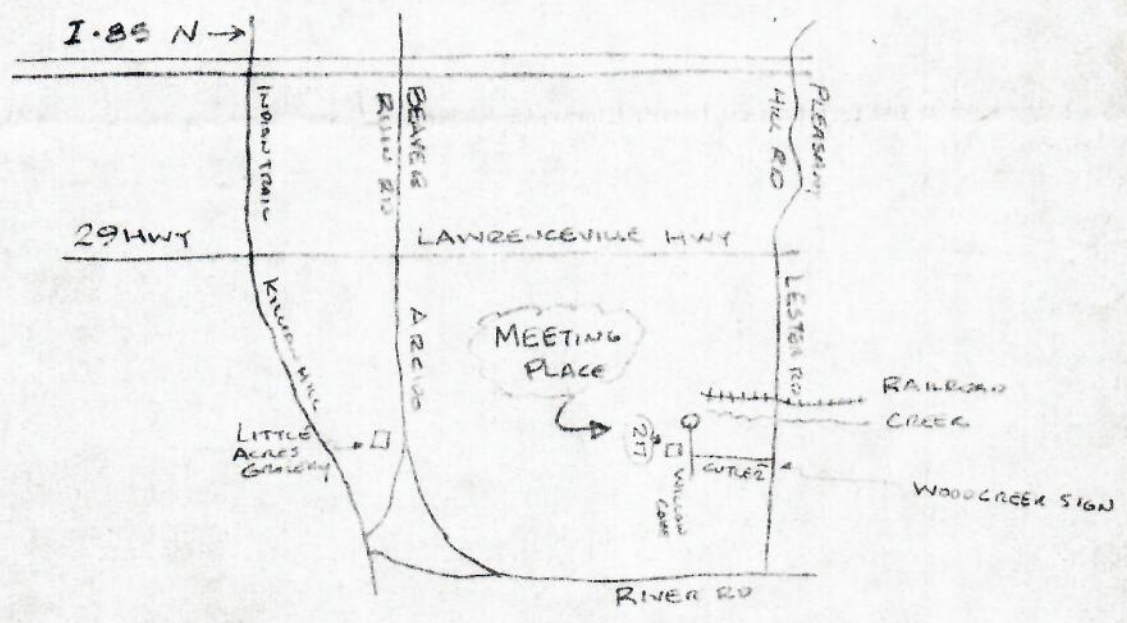 I-85 N →
INDIAN TRAIL
BEAVER
RUIN RD
PLEASANT
HILL RD
29 HWY
LAWRENCEVILLE HWY
KILLIAN HILL
ARCADO
MEETING
PLACE
LESTER RD
RAILROAD
CREEK
LITTLE
ACRES
GROCERY
217
CUTLER
WILLOW
WOODCREEK SIGN
RIVER RD